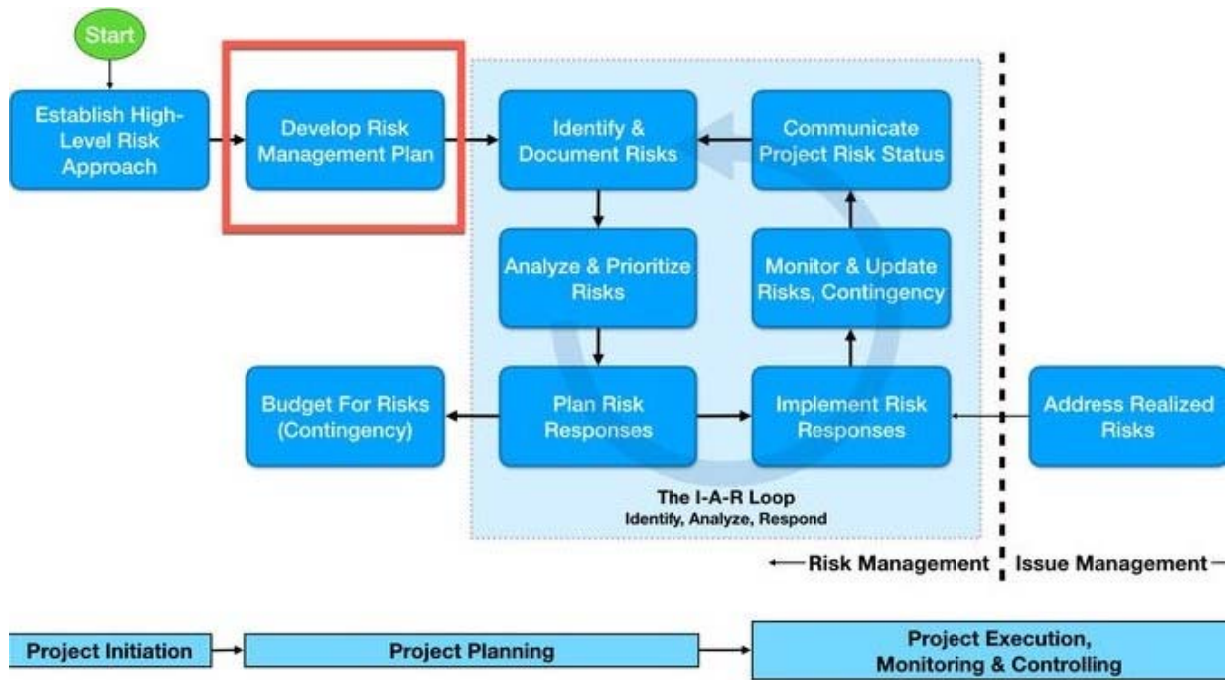 Start
Establish High-
Level Risk
Approach
Develop Risk
Management Plan
Identify &
Document Risks
Communicate
Project Risk Status
Analyze & Prioritize
Risks
Monitor & Update
Risks, Contingency
Budget For Risks
(Contingency)
Plan Risk
Responses
Implement Risk
Responses
Address Realized
Risks
The I-A-R Loop
Identify, Analyze, Respond
Risk Management
Issue Management
Project Initiation
Project Planning
Project Execution,
Monitoring & Controlling